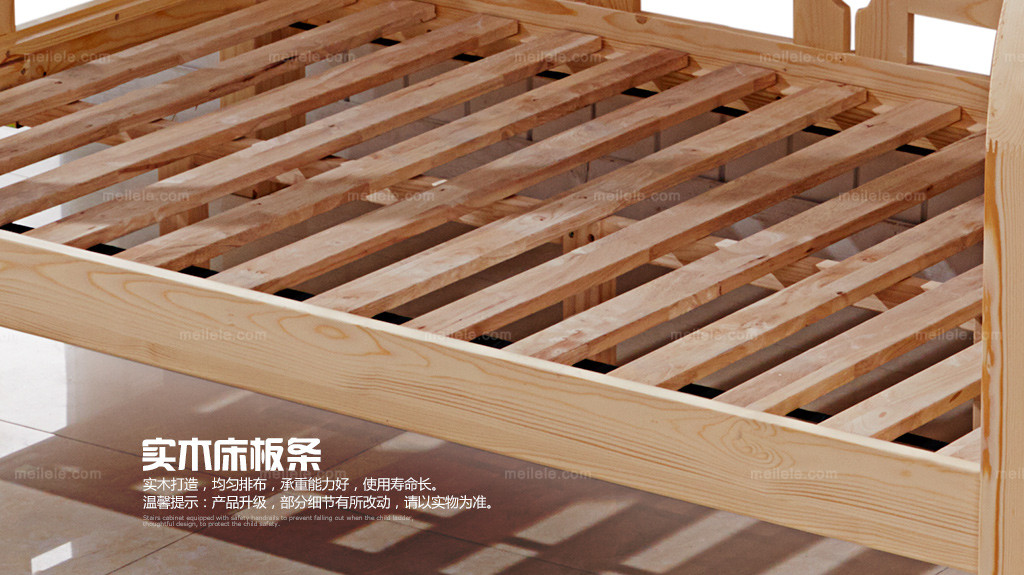 meilele.com meilele.com meilele.com meilele.com
meilele.com meilele.com meilele.com meilele.com
meilele.com meilele.com meilele.com meilele.com
实木床板条
meilele.com meilele.com meilele.com meilele.com
实木打造，均匀排布，承重能力好，使用寿命长。
温馨提示：产品升级，部分细节有所改动，请以实物为准。
Stairs cabinet equipped with safety handrails to prevent falling out when the child ladder,
thoughtful design, to protect the child safety.